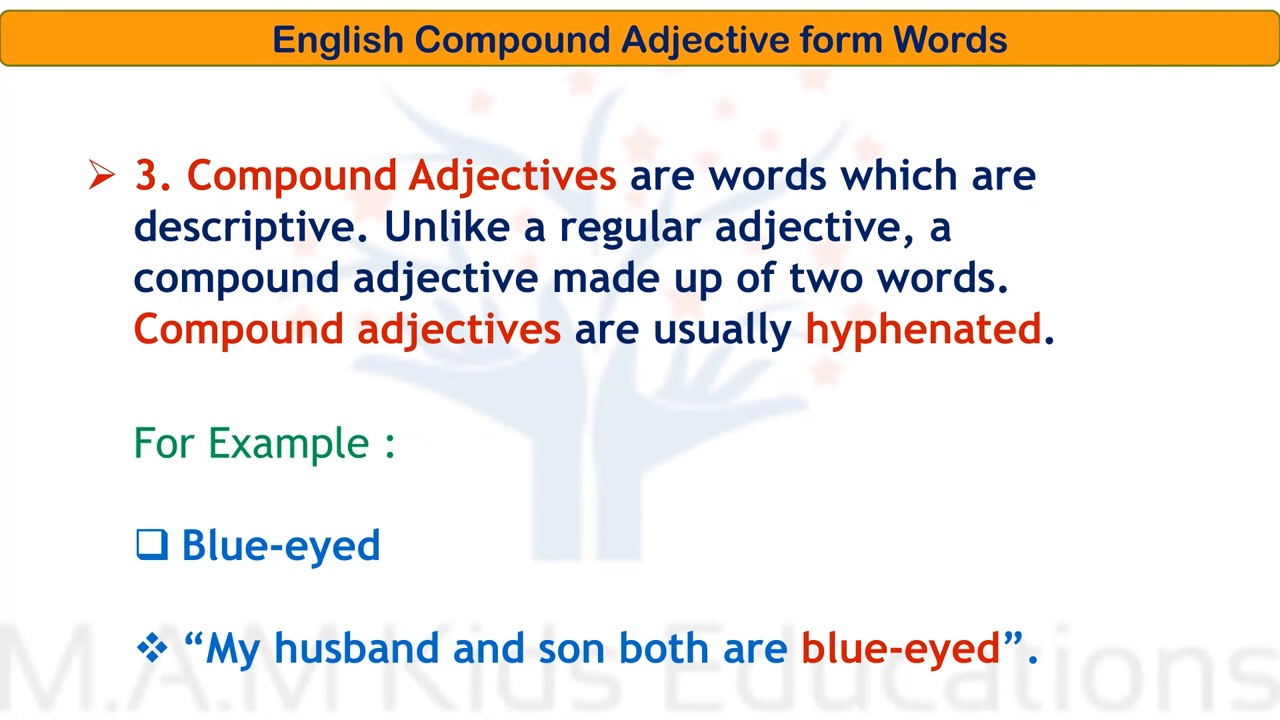 English Compound Adjective form Words
3. Compound Adjectives are words which are
descriptive. Unlike a regular adjective, a
compound adjective made up of two words.
Compound adjectives are usually hyphenated.
For Example :
Blue-eyed
“My husband and son both are blue-eyed”.
M.A.M Kids Educations